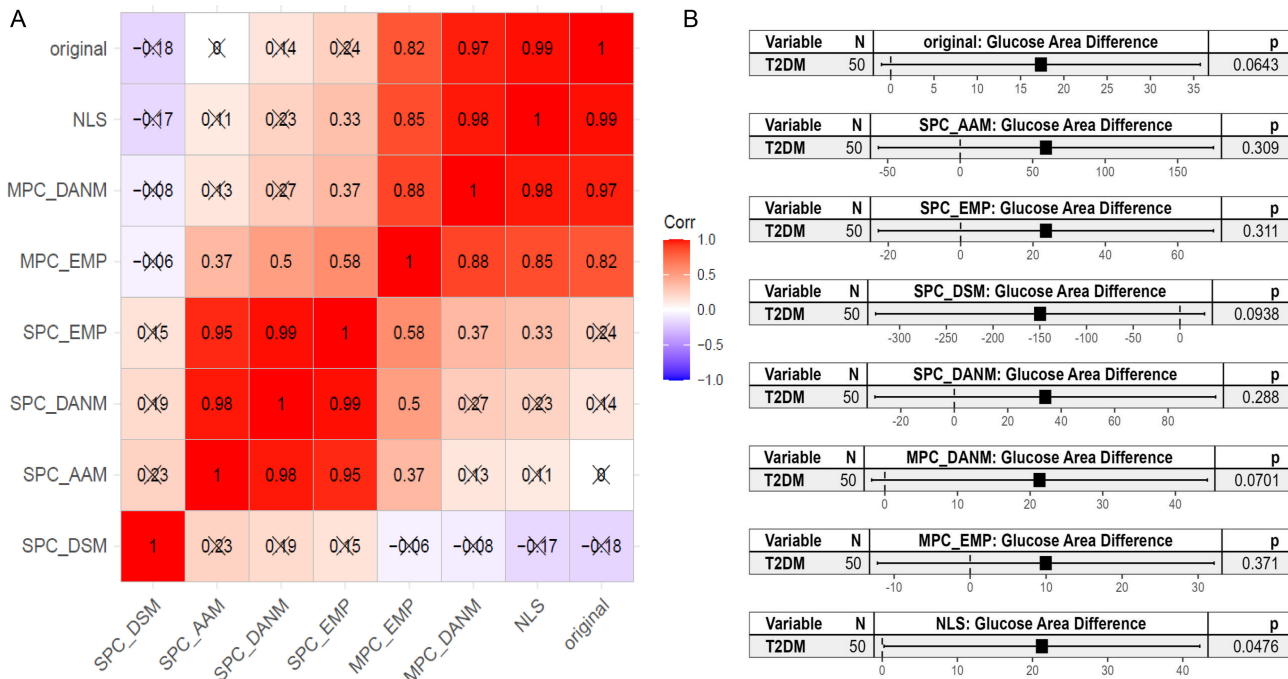 A
original −0.18 0 0.14 0.24 0.82 0.97 0.99 1
NLS −0.17 0.11 0.23 0.33 0.85 0.98 1 0.99
MPC_DANM −0.08 0.13 0.27 0.37 0.88 1 0.98 0.97
MPC_EMP −0.06 0.37 0.5 0.58 1 0.88 0.85 0.82
SPC_EMP 0.15 0.95 0.99 1 0.58 0.37 0.33 0.24
SPC_DANM 0.19 0.98 1 0.99 0.5 0.27 0.23 0.14
SPC_AAM 0.23 1 0.98 0.95 0.37 0.13 0.11 0
SPC_DSM 1 0.23 0.19 0.15 −0.06 −0.08 −0.17 −0.18
SPC_DSM SPC_AAM SPC_DANM SPC_EMP MPC_EMP MPC_DANM NLS original
Corr
1.0
0.5
0.0
−0.5
−1.0
B
Variable N original: Glucose Area Difference p
T2DM 50 0.0643
0 5 10 15 20 25 30 35
Variable N SPC_AAM: Glucose Area Difference p
T2DM 50 0.309
-50 0 50 100 150
Variable N SPC_EMP: Glucose Area Difference p
T2DM 50 0.311
-20 0 20 40 60
Variable N SPC_DSM: Glucose Area Difference p
T2DM 50 0.0938
-300 -250 -200 -150 -100 -50 0
Variable N SPC_DANM: Glucose Area Difference p
T2DM 50 0.288
-20 0 20 40 60 80
Variable N MPC_DANM: Glucose Area Difference p
T2DM 50 0.0701
0 10 20 30 40
Variable N MPC_EMP: Glucose Area Difference p
T2DM 50 0.371
-10 0 10 20 30
Variable N NLS: Glucose Area Difference p
T2DM 50 0.0476
0 10 20 30 40